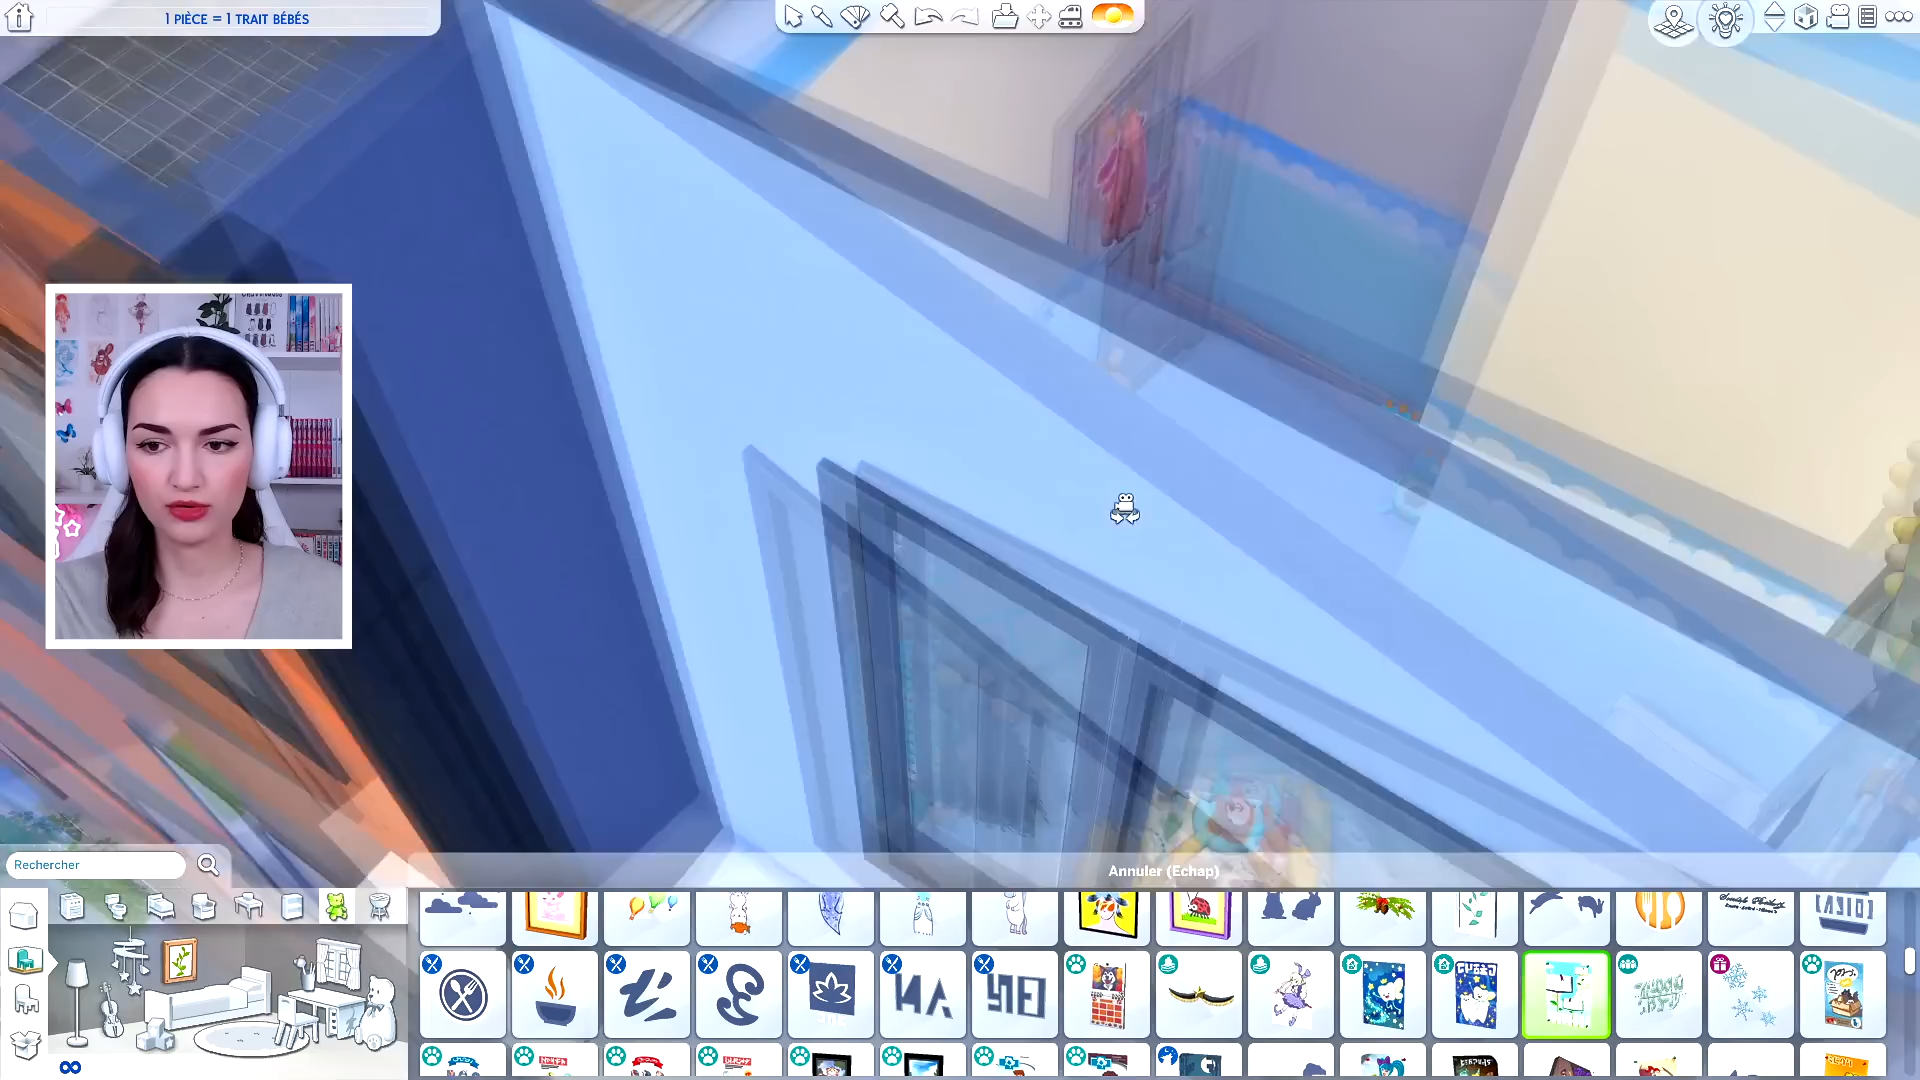 1 PIÈCE = 1 TRAIT BÉBÉS
Rechercher
Annuler (Echap)